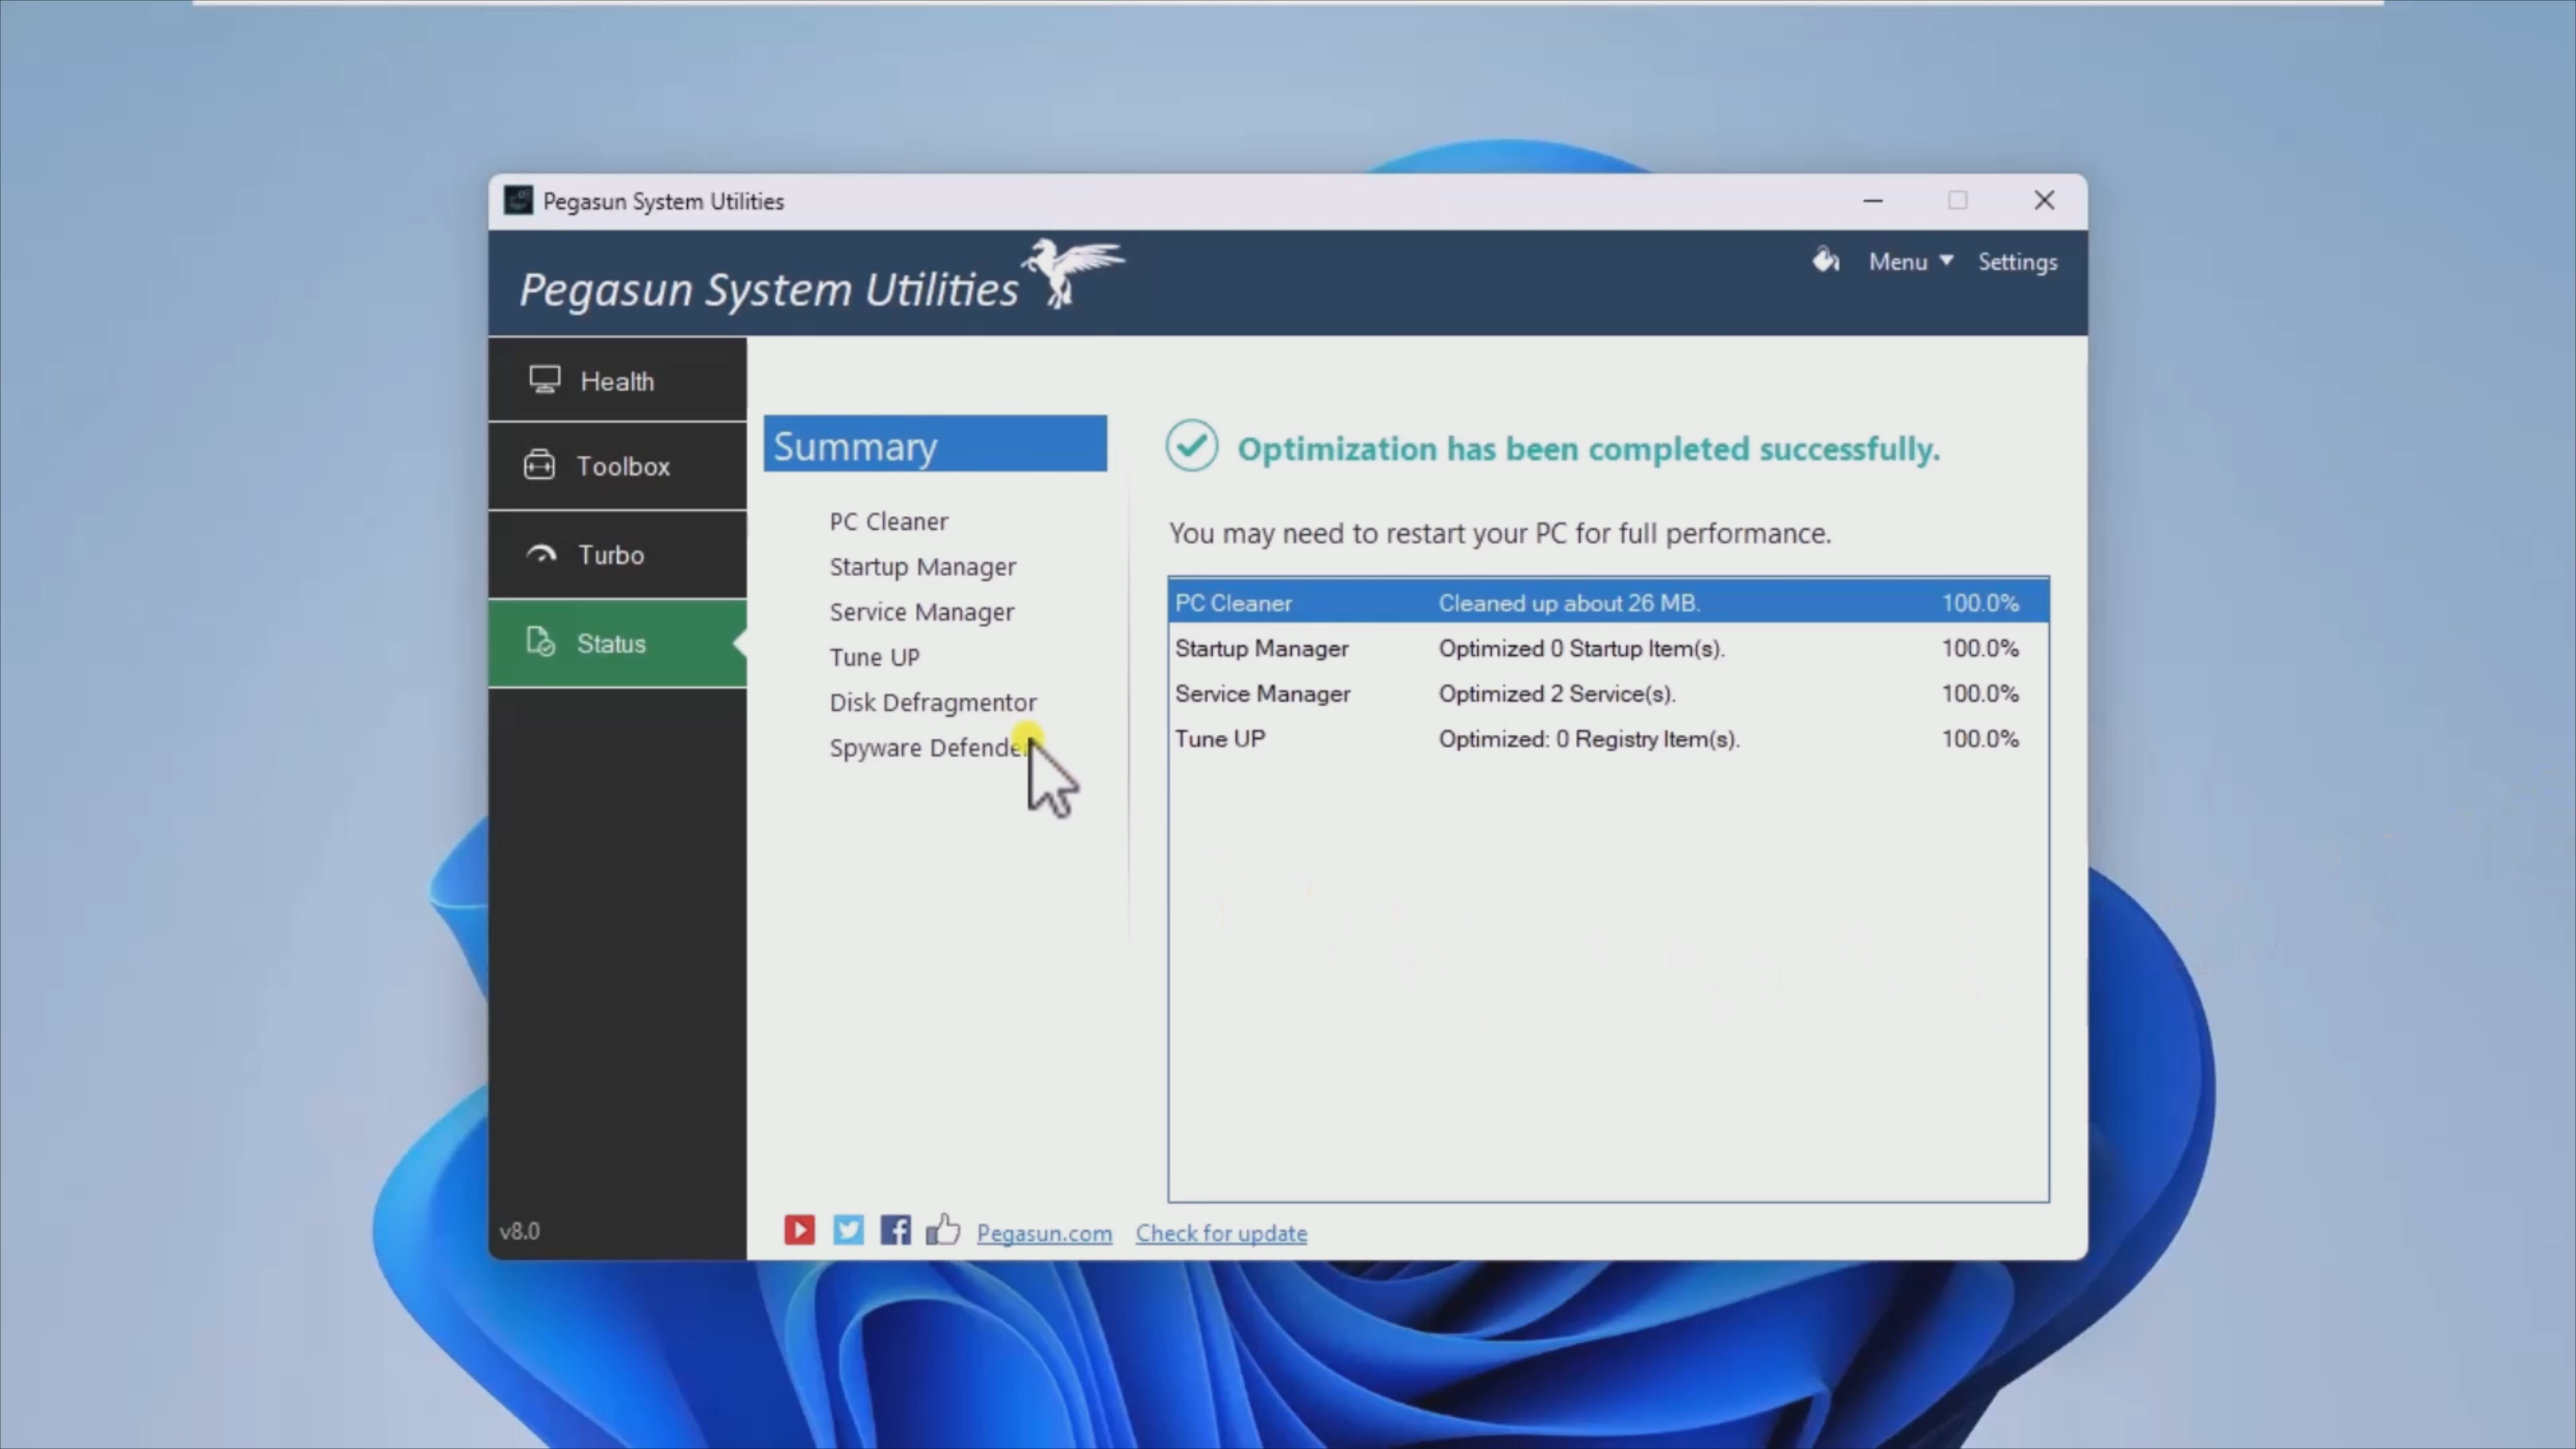 Pegasun System Utilities
Pegasun System Utilities
Menu
Settings
Health
Toolbox
Turbo
Status
v8.0
Summary
PC Cleaner
Startup Manager
Service Manager
Tune UP
Disk Defragmentor
Spyware Defender
Optimization has been completed successfully.
You may need to restart your PC for full performance.
PC Cleaner Cleaned up about 26 MB. 100.0%
Startup Manager Optimized 0 Startup Item(s). 100.0%
Service Manager Optimized 2 Service(s). 100.0%
Tune UP Optimized: 0 Registry Item(s). 100.0%
Pegasun.com Check for update